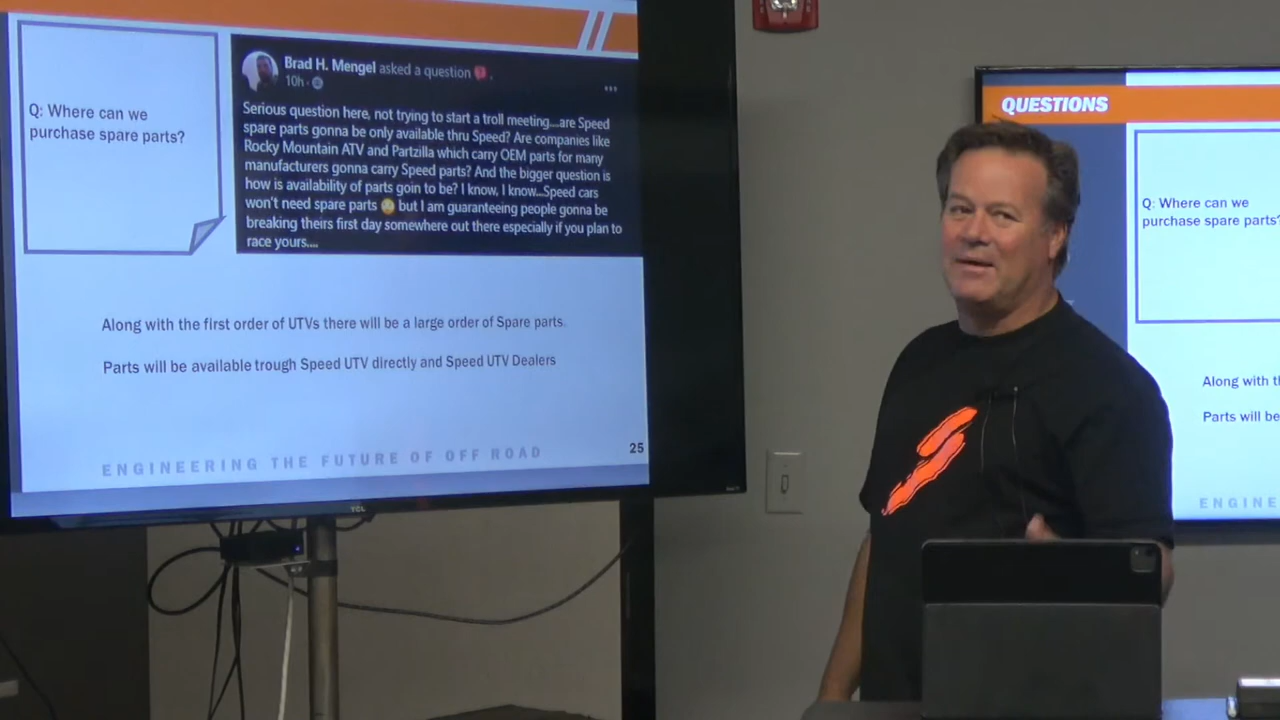 Q: Where can we
purchase spare parts?
Brad H. Mengel asked a question
10h
Serious question here, not trying to start a troll meeting....are Speed
spare parts gonna be only available thru Speed? Are companies like
Rocky Mountain ATV and Partzilla which carry OEM parts for many
manufacturers gonna carry Speed parts? And the bigger question is
how is availability of parts goin to be? I know, I know...Speed cars
won't need spare parts 😳 but I am guaranteeing people gonna be
breaking theirs first day somewhere out there especially if you plan to
race yours....
Along with the first order of UTVs there will be a large order of Spare parts.
Parts will be available trough Speed UTV directly and Speed UTV Dealers
ENGINEERING THE FUTURE OF OFF ROAD
25
TCL
QUESTIONS
Q: Where can we
purchase spare parts?
Along with t
Parts will be
ENGINE